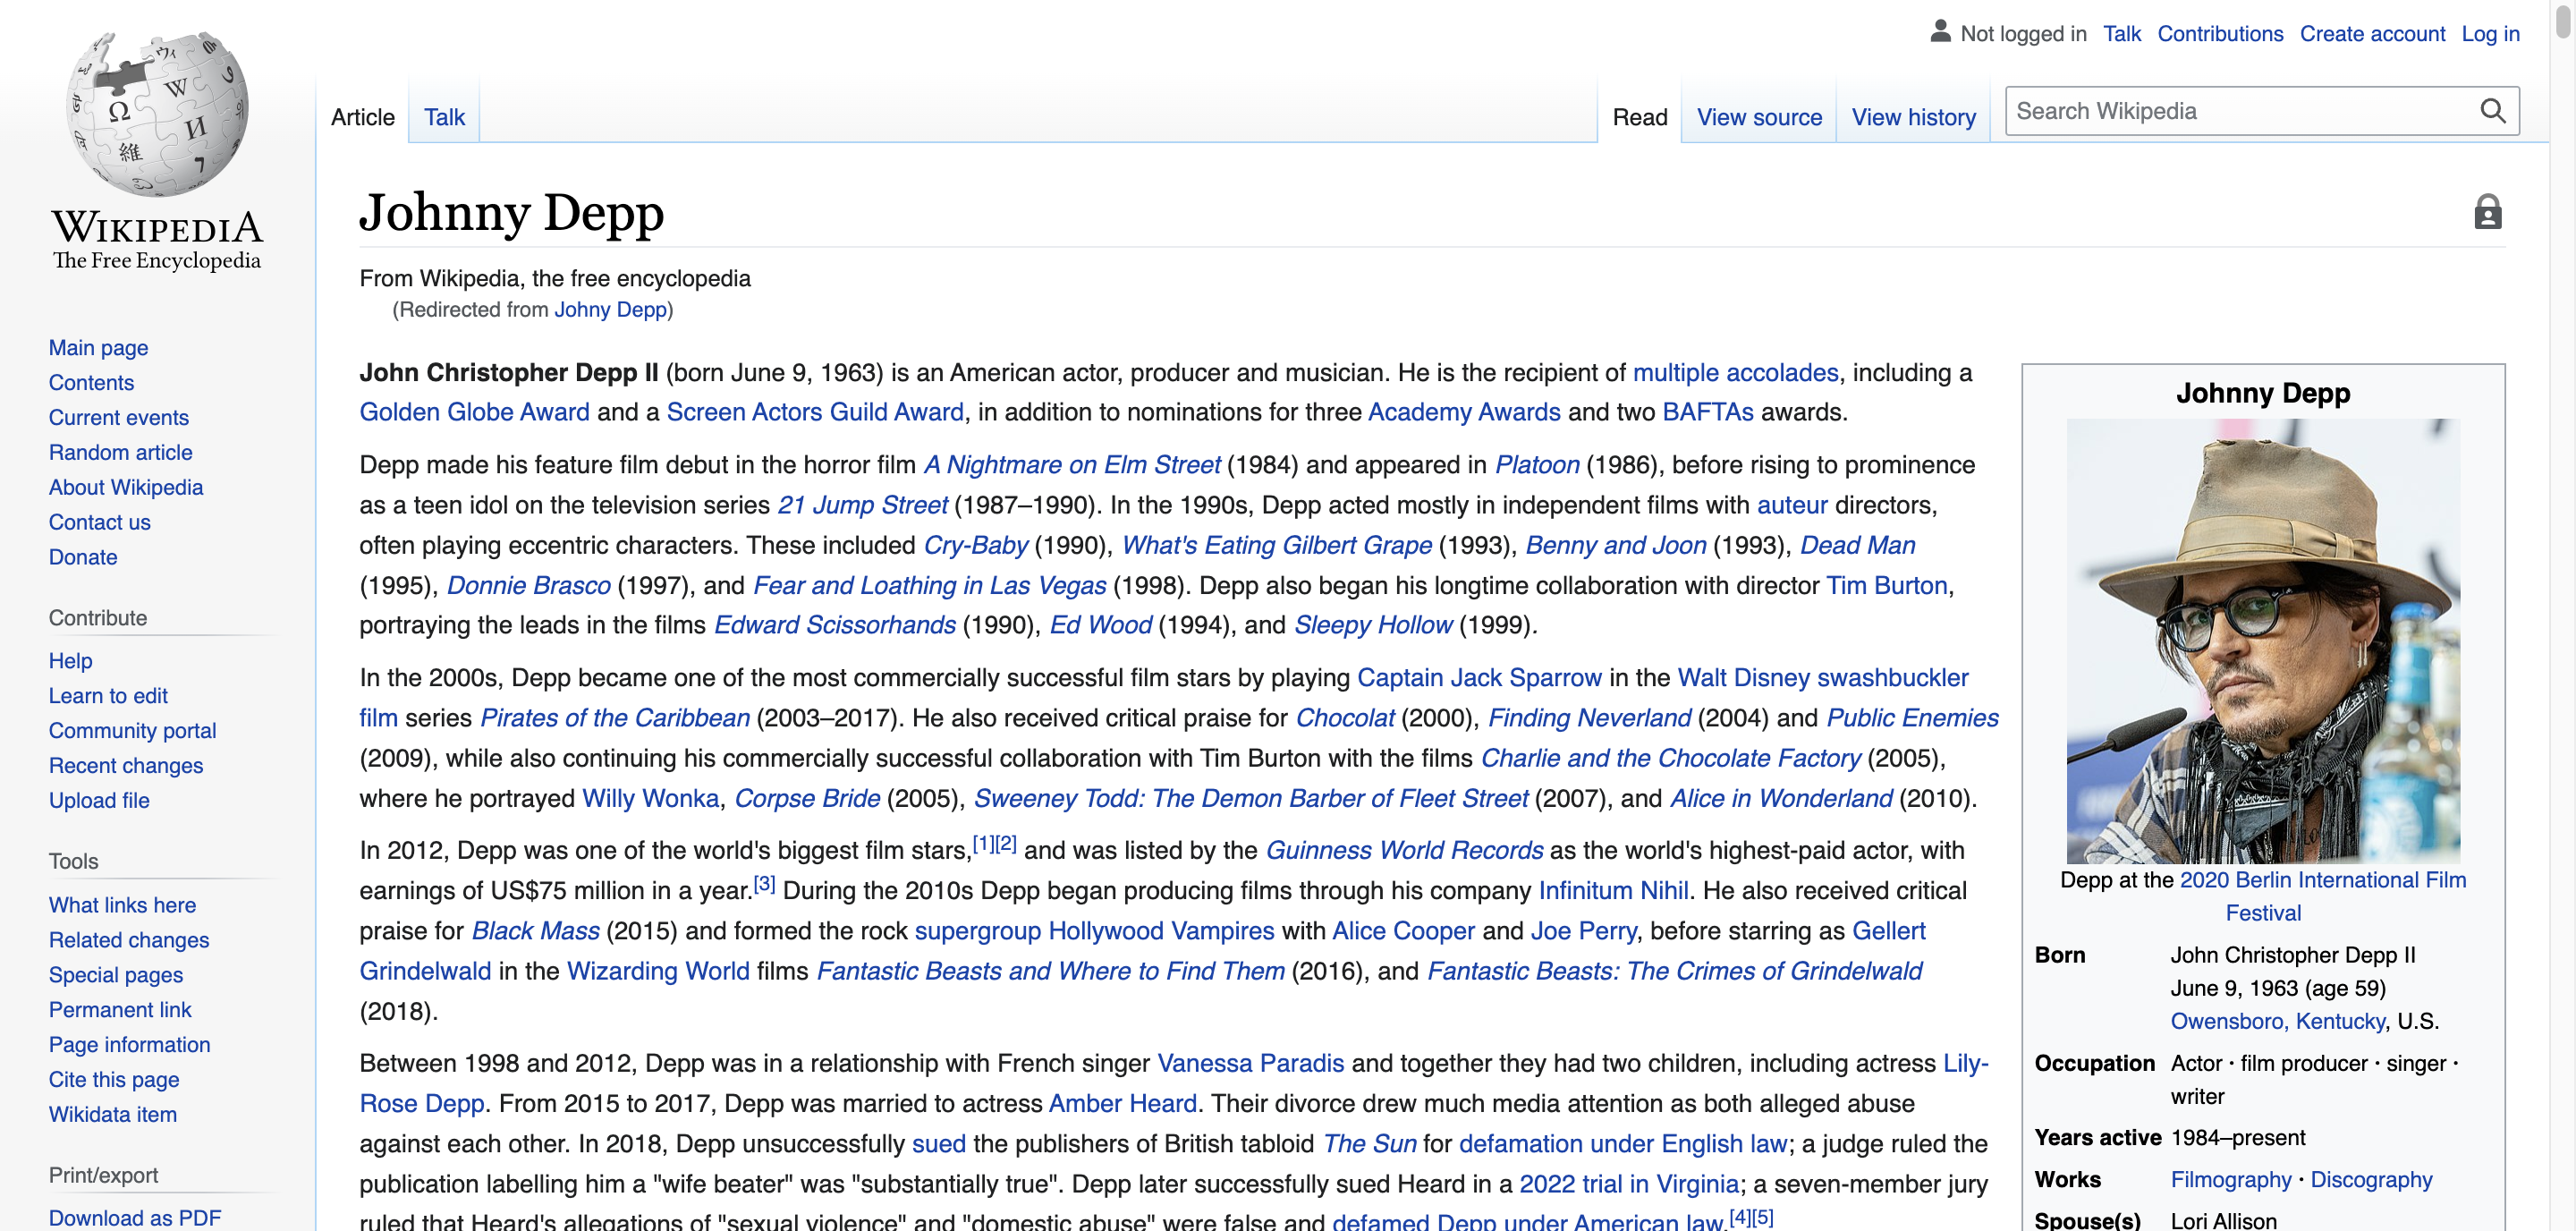 Not logged in Talk Contributions Create account Log in
Article Talk Read View source View history Search Wikipedia
WIKIPEDIA
The Free Encyclopedia
Main page
Contents
Current events
Random article
About Wikipedia
Contact us
Donate
Contribute
Help
Learn to edit
Community portal
Recent changes
Upload file
Tools
What links here
Related changes
Special pages
Permanent link
Page information
Cite this page
Wikidata item
Print/export
Download as PDF
Johnny Depp
From Wikipedia, the free encyclopedia
(Redirected from Johny Depp)
John Christopher Depp II (born June 9, 1963) is an American actor, producer and musician. He is the recipient of multiple accolades, including a
Golden Globe Award and a Screen Actors Guild Award, in addition to nominations for three Academy Awards and two BAFTAs awards.
Depp made his feature film debut in the horror film A Nightmare on Elm Street (1984) and appeared in Platoon (1986), before rising to prominence
as a teen idol on the television series 21 Jump Street (1987–1990). In the 1990s, Depp acted mostly in independent films with auteur directors,
often playing eccentric characters. These included Cry-Baby (1990), What's Eating Gilbert Grape (1993), Benny and Joon (1993), Dead Man
(1995), Donnie Brasco (1997), and Fear and Loathing in Las Vegas (1998). Depp also began his longtime collaboration with director Tim Burton,
portraying the leads in the films Edward Scissorhands (1990), Ed Wood (1994), and Sleepy Hollow (1999).
In the 2000s, Depp became one of the most commercially successful film stars by playing Captain Jack Sparrow in the Walt Disney swashbuckler
film series Pirates of the Caribbean (2003–2017). He also received critical praise for Chocolat (2000), Finding Neverland (2004) and Public Enemies
(2009), while also continuing his commercially successful collaboration with Tim Burton with the films Charlie and the Chocolate Factory (2005),
where he portrayed Willy Wonka, Corpse Bride (2005), Sweeney Todd: The Demon Barber of Fleet Street (2007), and Alice in Wonderland (2010).
In 2012, Depp was one of the world's biggest film stars,[1][2] and was listed by the Guinness World Records as the world's highest-paid actor, with
earnings of US$75 million in a year.[3] During the 2010s Depp began producing films through his company Infinitum Nihil. He also received critical
praise for Black Mass (2015) and formed the rock supergroup Hollywood Vampires with Alice Cooper and Joe Perry, before starring as Gellert
Grindelwald in the Wizarding World films Fantastic Beasts and Where to Find Them (2016), and Fantastic Beasts: The Crimes of Grindelwald
(2018).
Between 1998 and 2012, Depp was in a relationship with French singer Vanessa Paradis and together they had two children, including actress Lily-
Rose Depp. From 2015 to 2017, Depp was married to actress Amber Heard. Their divorce drew much media attention as both alleged abuse
against each other. In 2018, Depp unsuccessfully sued the publishers of British tabloid The Sun for defamation under English law; a judge ruled the
publication labelling him a "wife beater" was "substantially true". Depp later successfully sued Heard in a 2022 trial in Virginia; a seven-member jury
ruled that Heard's allegations of "sexual violence" and "domestic abuse" were false and defamed Depp under American law.[4][5]
Johnny Depp
Depp at the 2020 Berlin International Film
Festival
Born John Christopher Depp II
June 9, 1963 (age 59)
Owensboro, Kentucky, U.S.
Occupation Actor · film producer · singer ·
writer
Years active 1984–present
Works Filmography · Discography
Spouse(s) Lori Allison